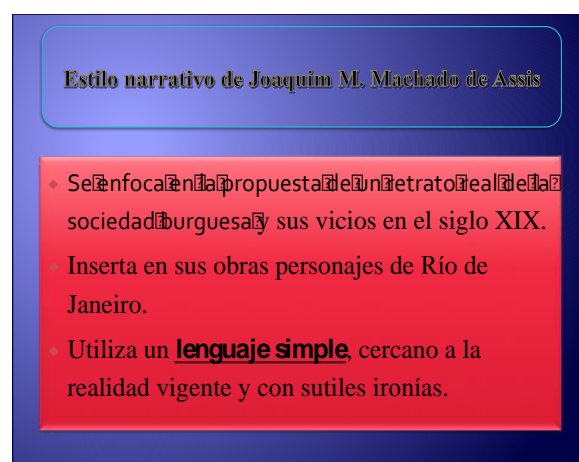 Estilo narrativo de Joaquim M. Machado de Assis
Se enfoca en la propuesta de un retrato real de la
sociedad burguesa y sus vicios en el siglo XIX.
Inserta en sus obras personajes de Río de
Janeiro.
Utiliza un lenguaje simple, cercano a la
realidad vigente y con sutiles ironías.